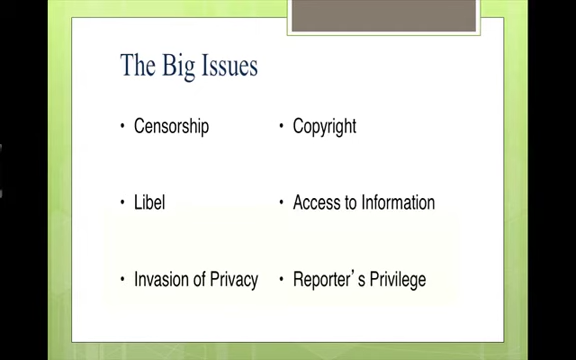 The Big Issues
• Censorship
• Libel
• Invasion of Privacy
• Copyright
• Access to Information
• Reporter’s Privilege